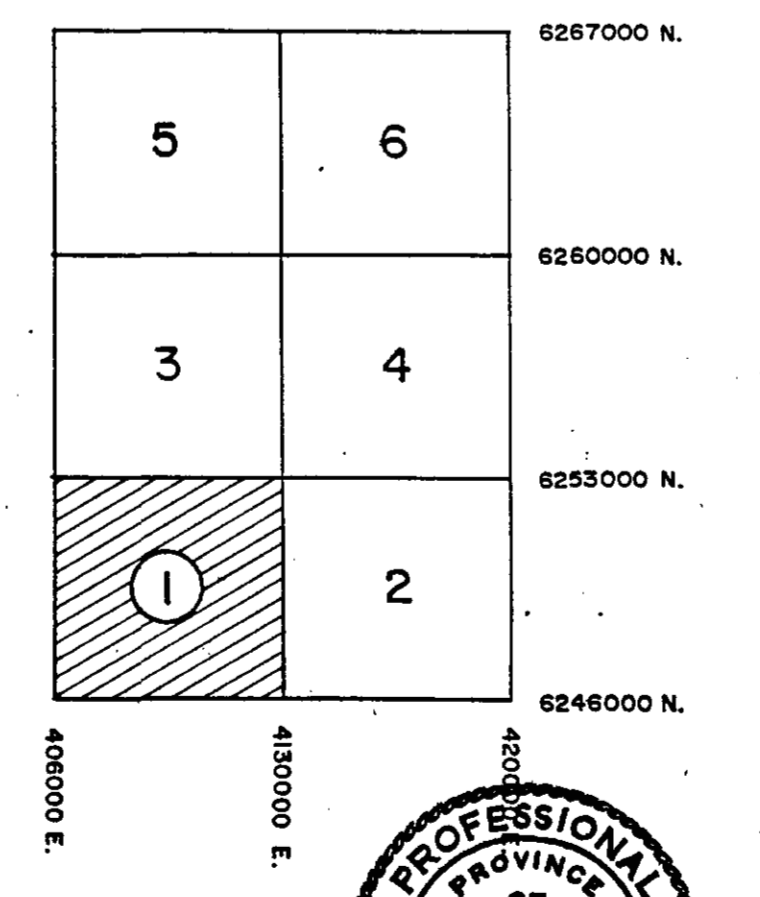 6267000 N.
5 6
6260000 N.
3 4
6253000 N.
1 2
6246000 N.
406000 E.
4130000 E.
PROFESSIONAL
PROVINCE